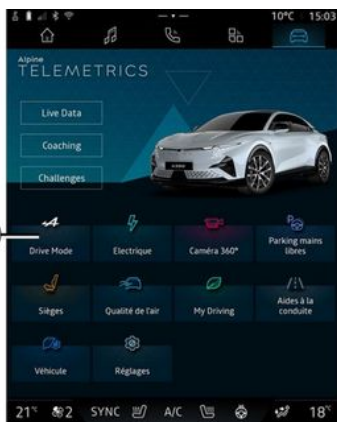 10°C 15:03
Alpine
TELEMETRICS
Live Data
Coaching
Challenges
Drive Mode
Electrique
Caméra 360°
Parking mains
libres
Sièges
Qualité de l'air
My Driving
Aides à la
conduite
Véhicule
Réglages
21°C 2 SYNC A/C 18°C